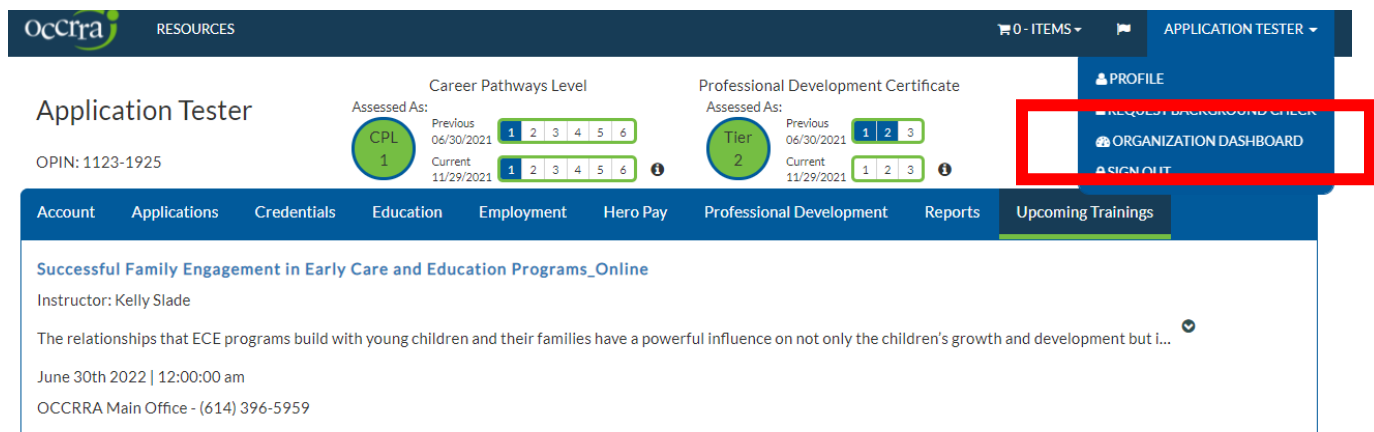 Occrra RESOURCES 0 - ITEMS APPLICATION TESTER
PROFILE
REQUEST BACKGROUND CHECK
ORGANIZATION DASHBOARD
SIGN OUT
Application Tester
OPIN: 1123-1925
Career Pathways Level
Assessed As:
CPL
1
Previous
06/30/2021
1 2 3 4 5 6
Current
11/29/2021
1 2 3 4 5 6
Professional Development Certificate
Assessed As:
Tier
2
Previous
06/30/2021
1 2 3
Current
11/29/2021
1 2 3
Account Applications Credentials Education Employment Hero Pay Professional Development Reports Upcoming Trainings
Successful Family Engagement in Early Care and Education Programs_Online
Instructor: Kelly Slade
The relationships that ECE programs build with young children and their families have a powerful influence on not only the children's growth and development but i...
June 30th 2022 | 12:00:00 am
OCCRRA Main Office - (614) 396-5959